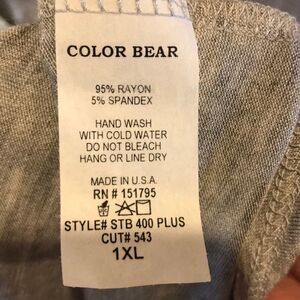 COLOR BEAR
95% RAYON
5% SPANDEX
HAND WASH
WITH COLD WATER
DO NOT BLEACH
HANG OR LINE DRY
MADE IN U.S.A.
RN # 151795
STYLE# STB 400 PLUS
CUT# 543
1XL